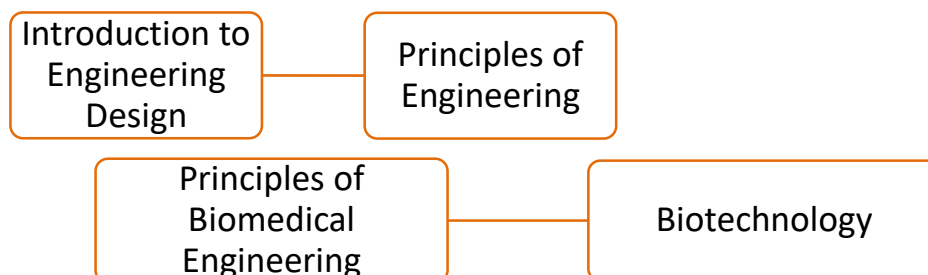 Introduction to
Engineering
Design
Principles of
Engineering
Principles of
Biomedical
Engineering
Biotechnology